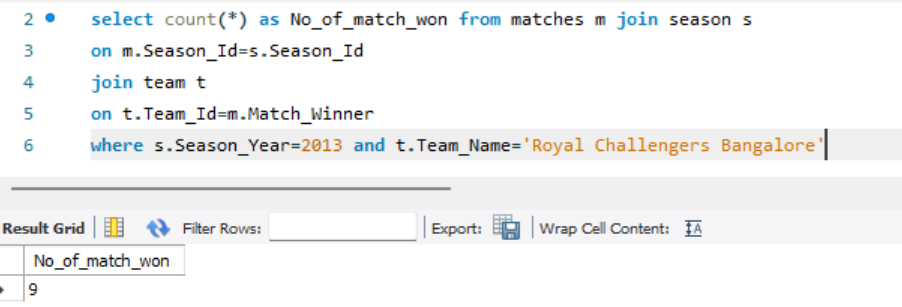 2 select count(*) as No_of_match_won from matches m join season s
3 on m.Season_Id=s.Season_Id
4 join team t
5 on t.Team_Id=m.Match_Winner
6 where s.Season_Year=2013 and t.Team_Name='Royal Challengers Bangalore'
Result Grid Filter Rows: Export: Wrap Cell Content: IA
No_of_match_won
9